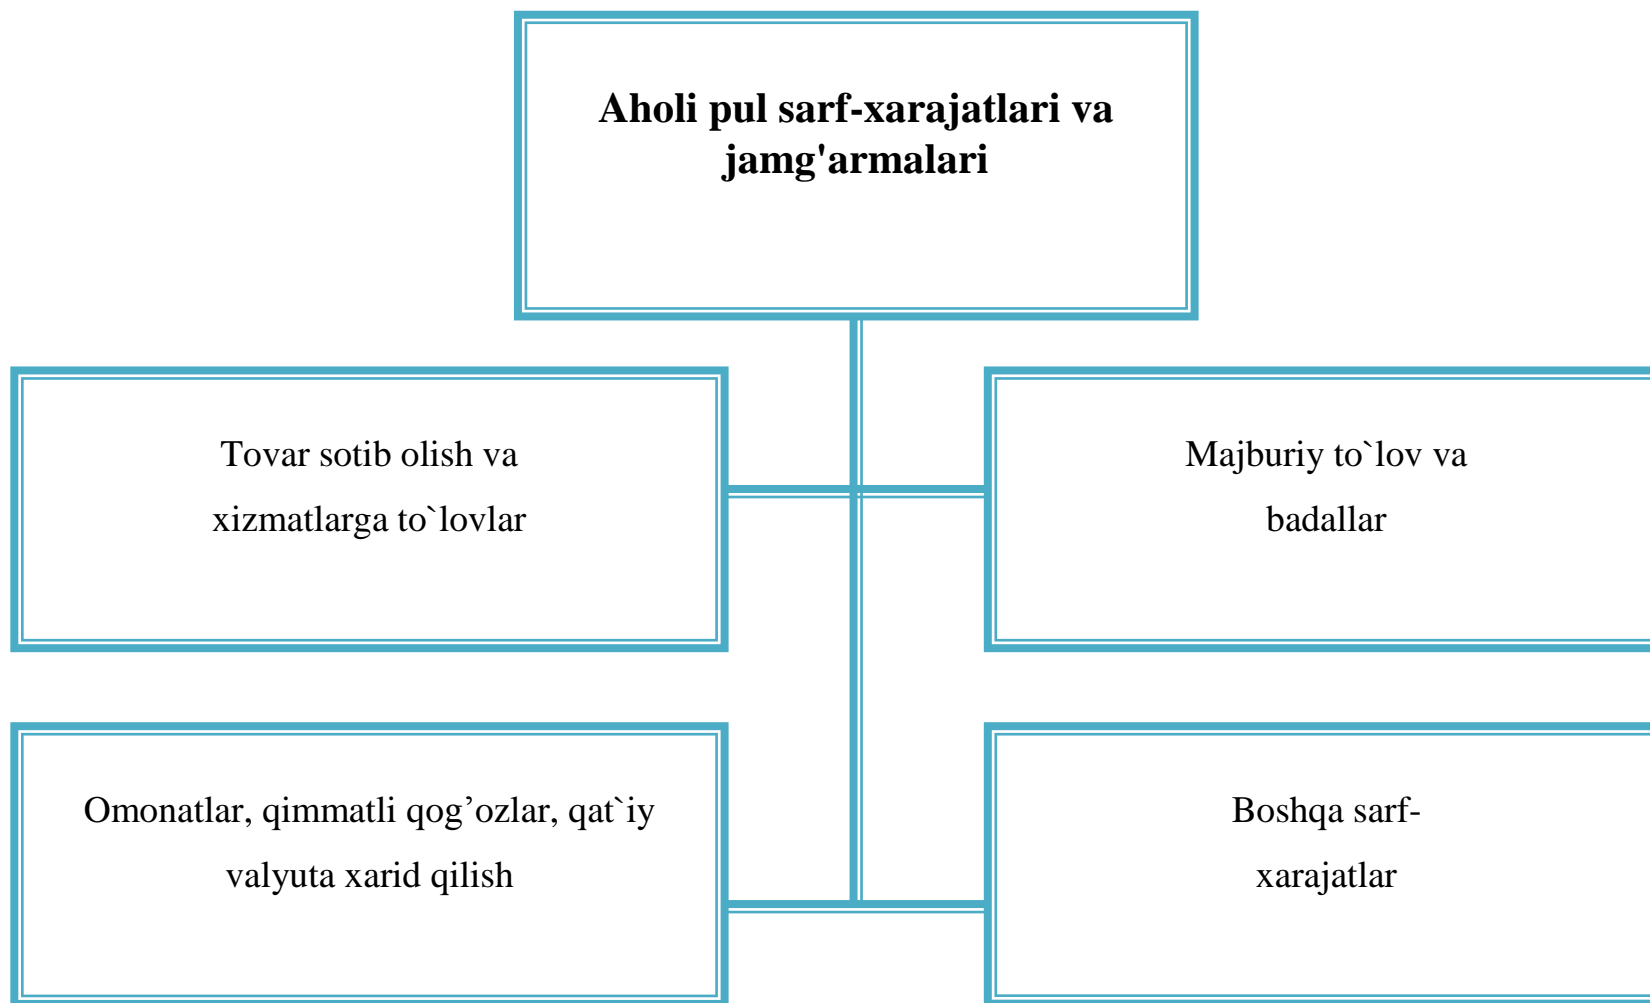 Aholi pul sarf-xarajatlari va
jamg'armalari
Tovar sotib olish va
xizmatlarga to`lovlar
Majburiy to`lov va
badallar
Omonatlar, qimmatli qog’ozlar, qat`iy
valyuta xarid qilish
Boshqa sarf-
xarajatlar